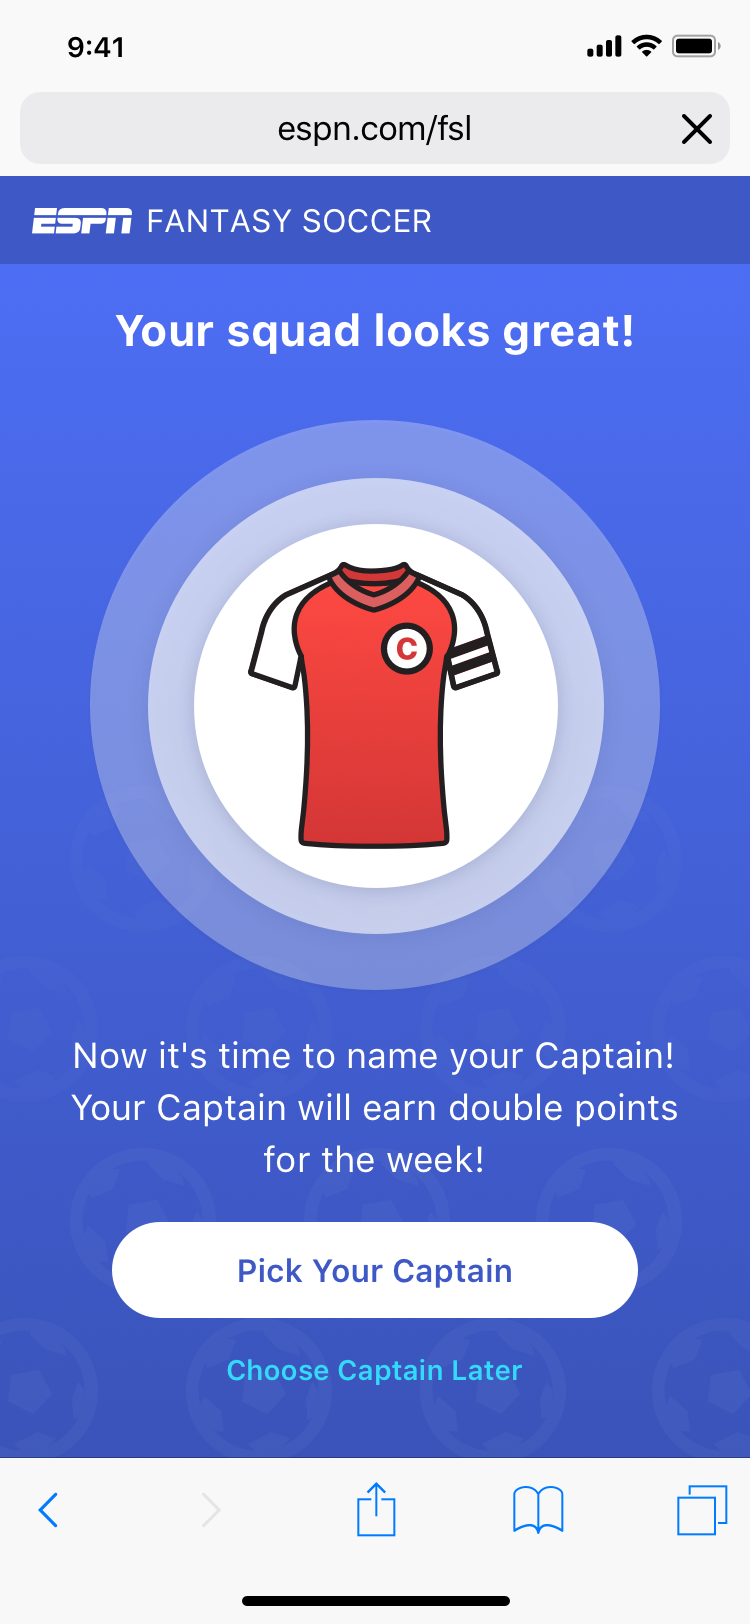 9:41
espn.com/fsl
ESPN FANTASY SOCCER
Your squad looks great!
C
Now it's time to name your Captain!
Your Captain will earn double points
for the week!
Pick Your Captain
Choose Captain Later